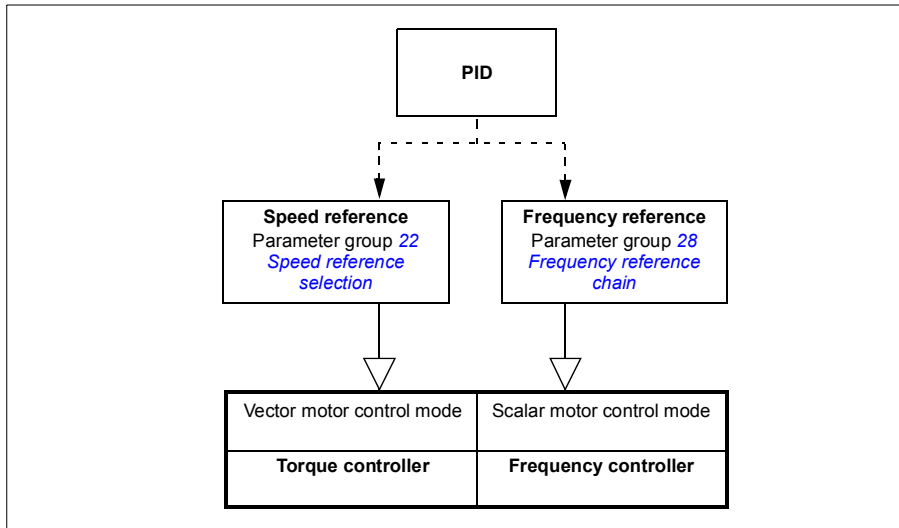 PID
Speed reference
Parameter group 22
Speed reference
selection
Frequency reference
Parameter group 28
Frequency reference
chain
Vector motor control mode
Scalar motor control mode
Torque controller
Frequency controller